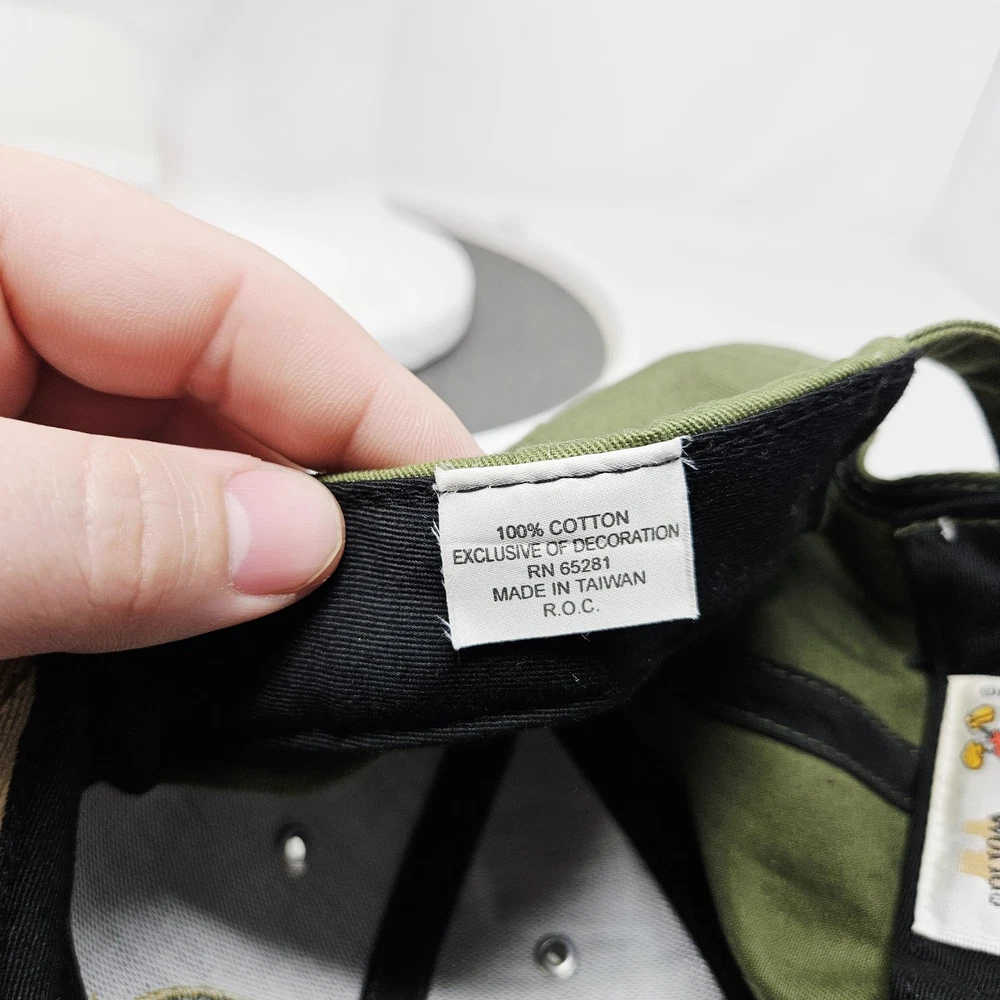 100% COTTON
EXCLUSIVE OF DECORATION
RN 65281
MADE IN TAIWAN
R.O.C.